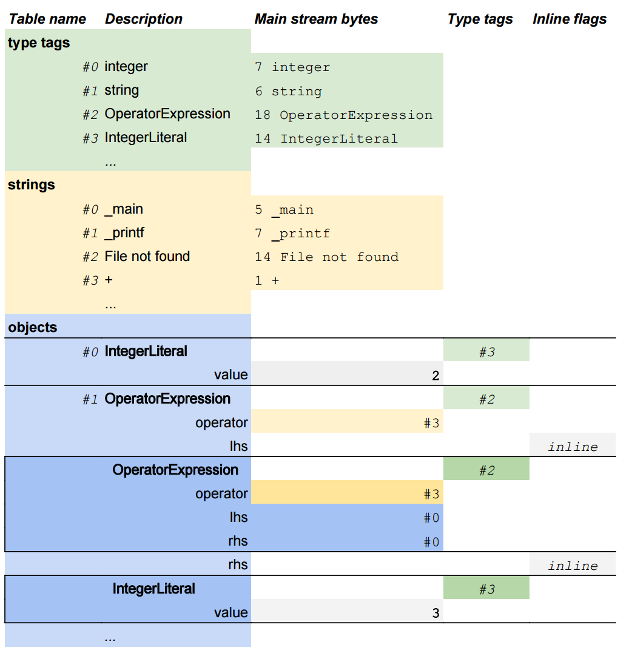 Table name Description Main stream bytes Type tags Inline flags
type tags
#0 integer 7 integer
#1 string 6 string
#2 OperatorExpression 18 OperatorExpression
#3 IntegerLiteral 14 IntegerLiteral
...
strings
#0 _main 5 _main
#1 _printf 7 _printf
#2 File not found 14 File not found
#3 + 1 +
...
objects
#0 IntegerLiteral #3
value 2
#1 OperatorExpression #2
operator #3
lhs inline
OperatorExpression #2
operator #3
lhs #0
rhs #0
rhs inline
IntegerLiteral #3
value 3
...